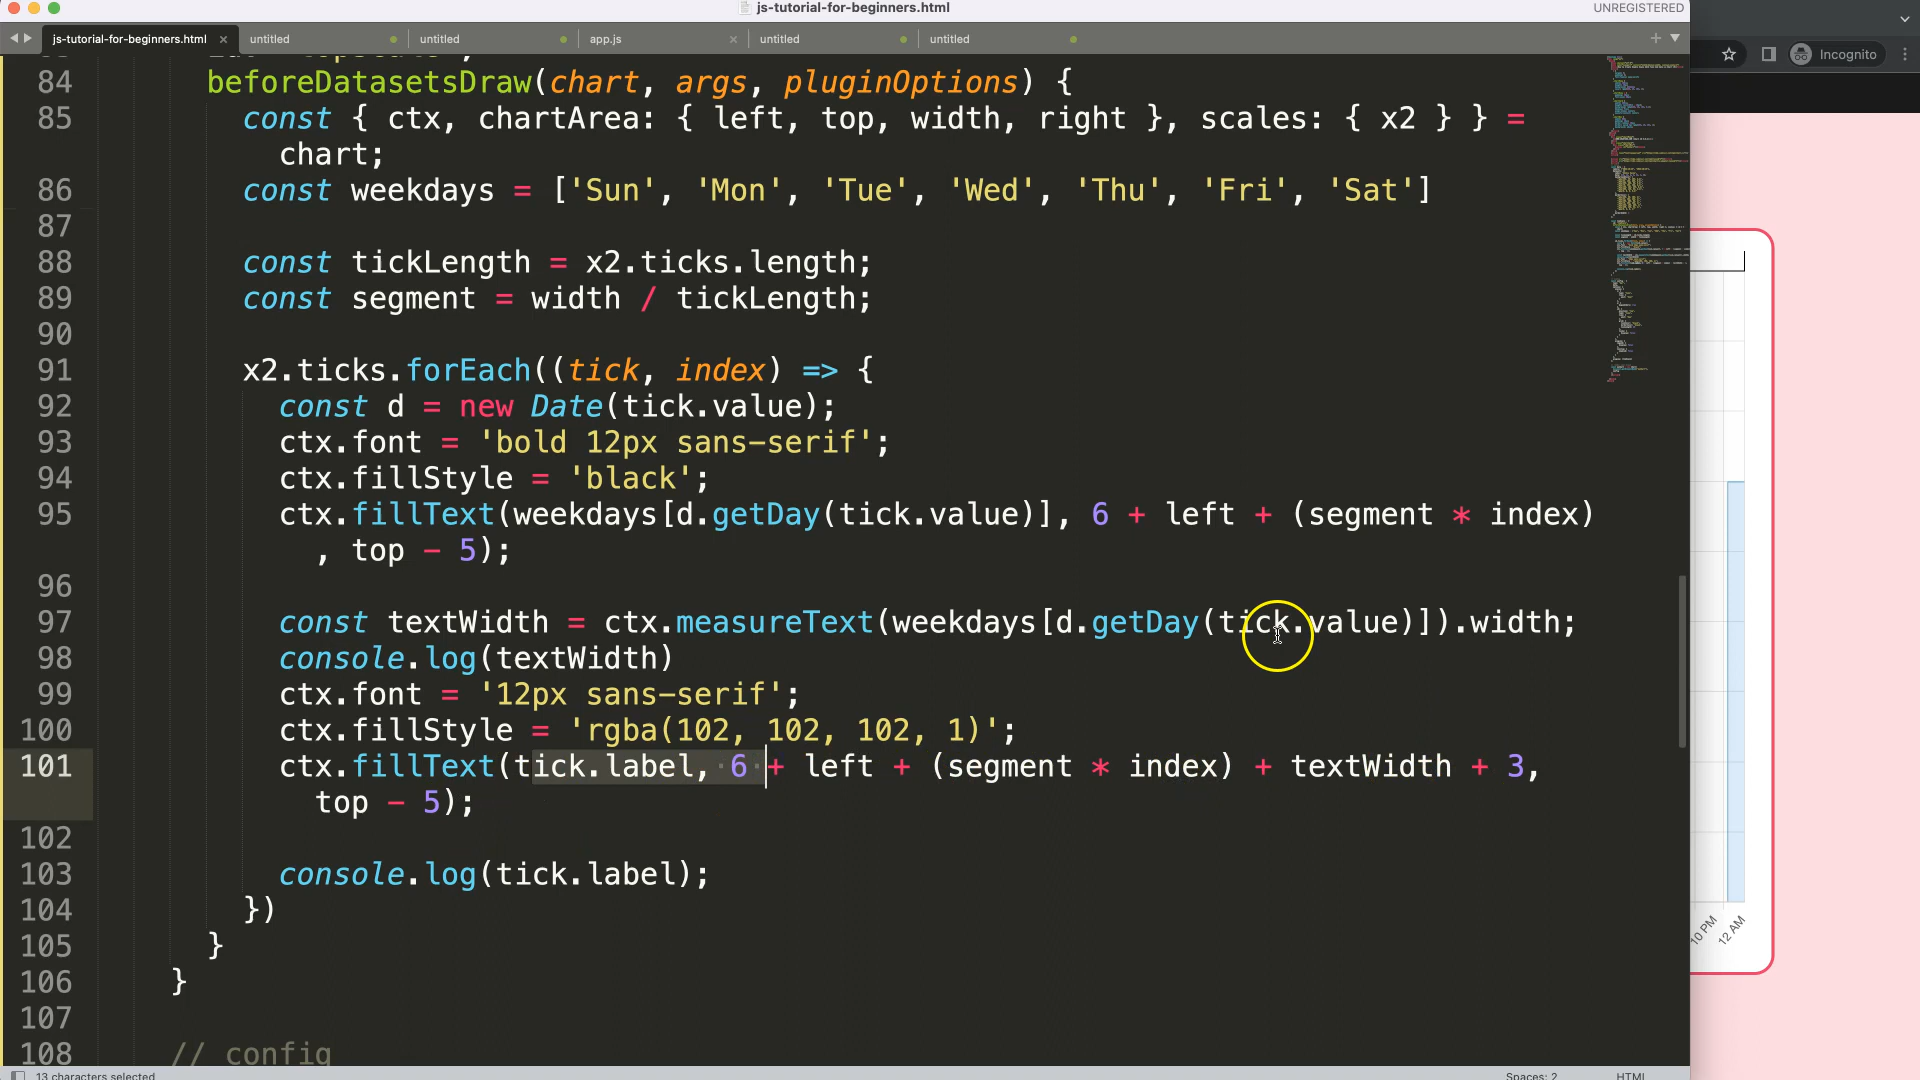 js-tutorial-for-beginners.html
UNREGISTERED
js-tutorial-for-beginners.html × untitled untitled app.js × untitled untitled
Incognito
84 beforeDatasetsDraw(chart, args, pluginOptions) {
85 const { ctx, chartArea: { left, top, width, right }, scales: { x2 } } =
chart;
86 const weekdays = ['Sun', 'Mon', 'Tue', 'Wed', 'Thu', 'Fri', 'Sat']
87
88 const tickLength = x2.ticks.length;
89 const segment = width / tickLength;
90
91 x2.ticks.forEach((tick, index) => {
92 const d = new Date(tick.value);
93 ctx.font = 'bold 12px sans-serif';
94 ctx.fillStyle = 'black';
95 ctx.fillText(weekdays[d.getDay(tick.value)], 6 + left + (segment * index)
, top - 5);
96
97 const textWidth = ctx.measureText(weekdays[d.getDay(tick.value)]).width;
98 console.log(textWidth)
99 ctx.font = '12px sans-serif';
100 ctx.fillStyle = 'rgba(102, 102, 102, 1)';
101 ctx.fillText(tick.label, 6 + left + (segment * index) + textWidth + 3,
top - 5);
102
103 console.log(tick.label);
104 })
105 }
106 }
107
108 // config
10 PM
12 AM
13 characters selected
Spaces: 2
HTML